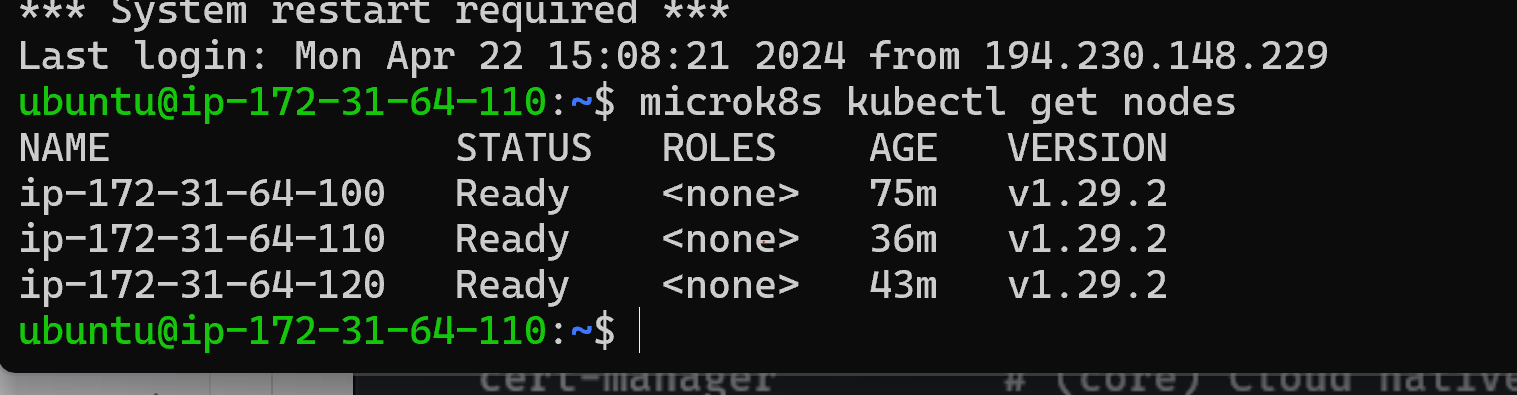 *** System restart required ***
Last login: Mon Apr 22 15:08:21 2024 from 194.230.148.229
ubuntu@ip-172-31-64-110:~$ microk8s kubectl get nodes
NAME STATUS ROLES AGE VERSION
ip-172-31-64-100 Ready <none> 75m v1.29.2
ip-172-31-64-110 Ready <none> 36m v1.29.2
ip-172-31-64-120 Ready <none> 43m v1.29.2
ubuntu@ip-172-31-64-110:~$
cert-manager # (core) Cloud native